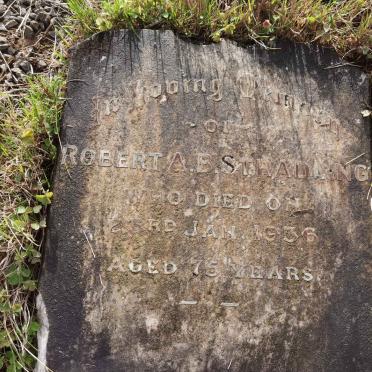 In Loving Memory
- of -
ROBERT A.E. STRADLING
WHO DIED ON
23RD JAN. 1936
AGED 75 YEARS